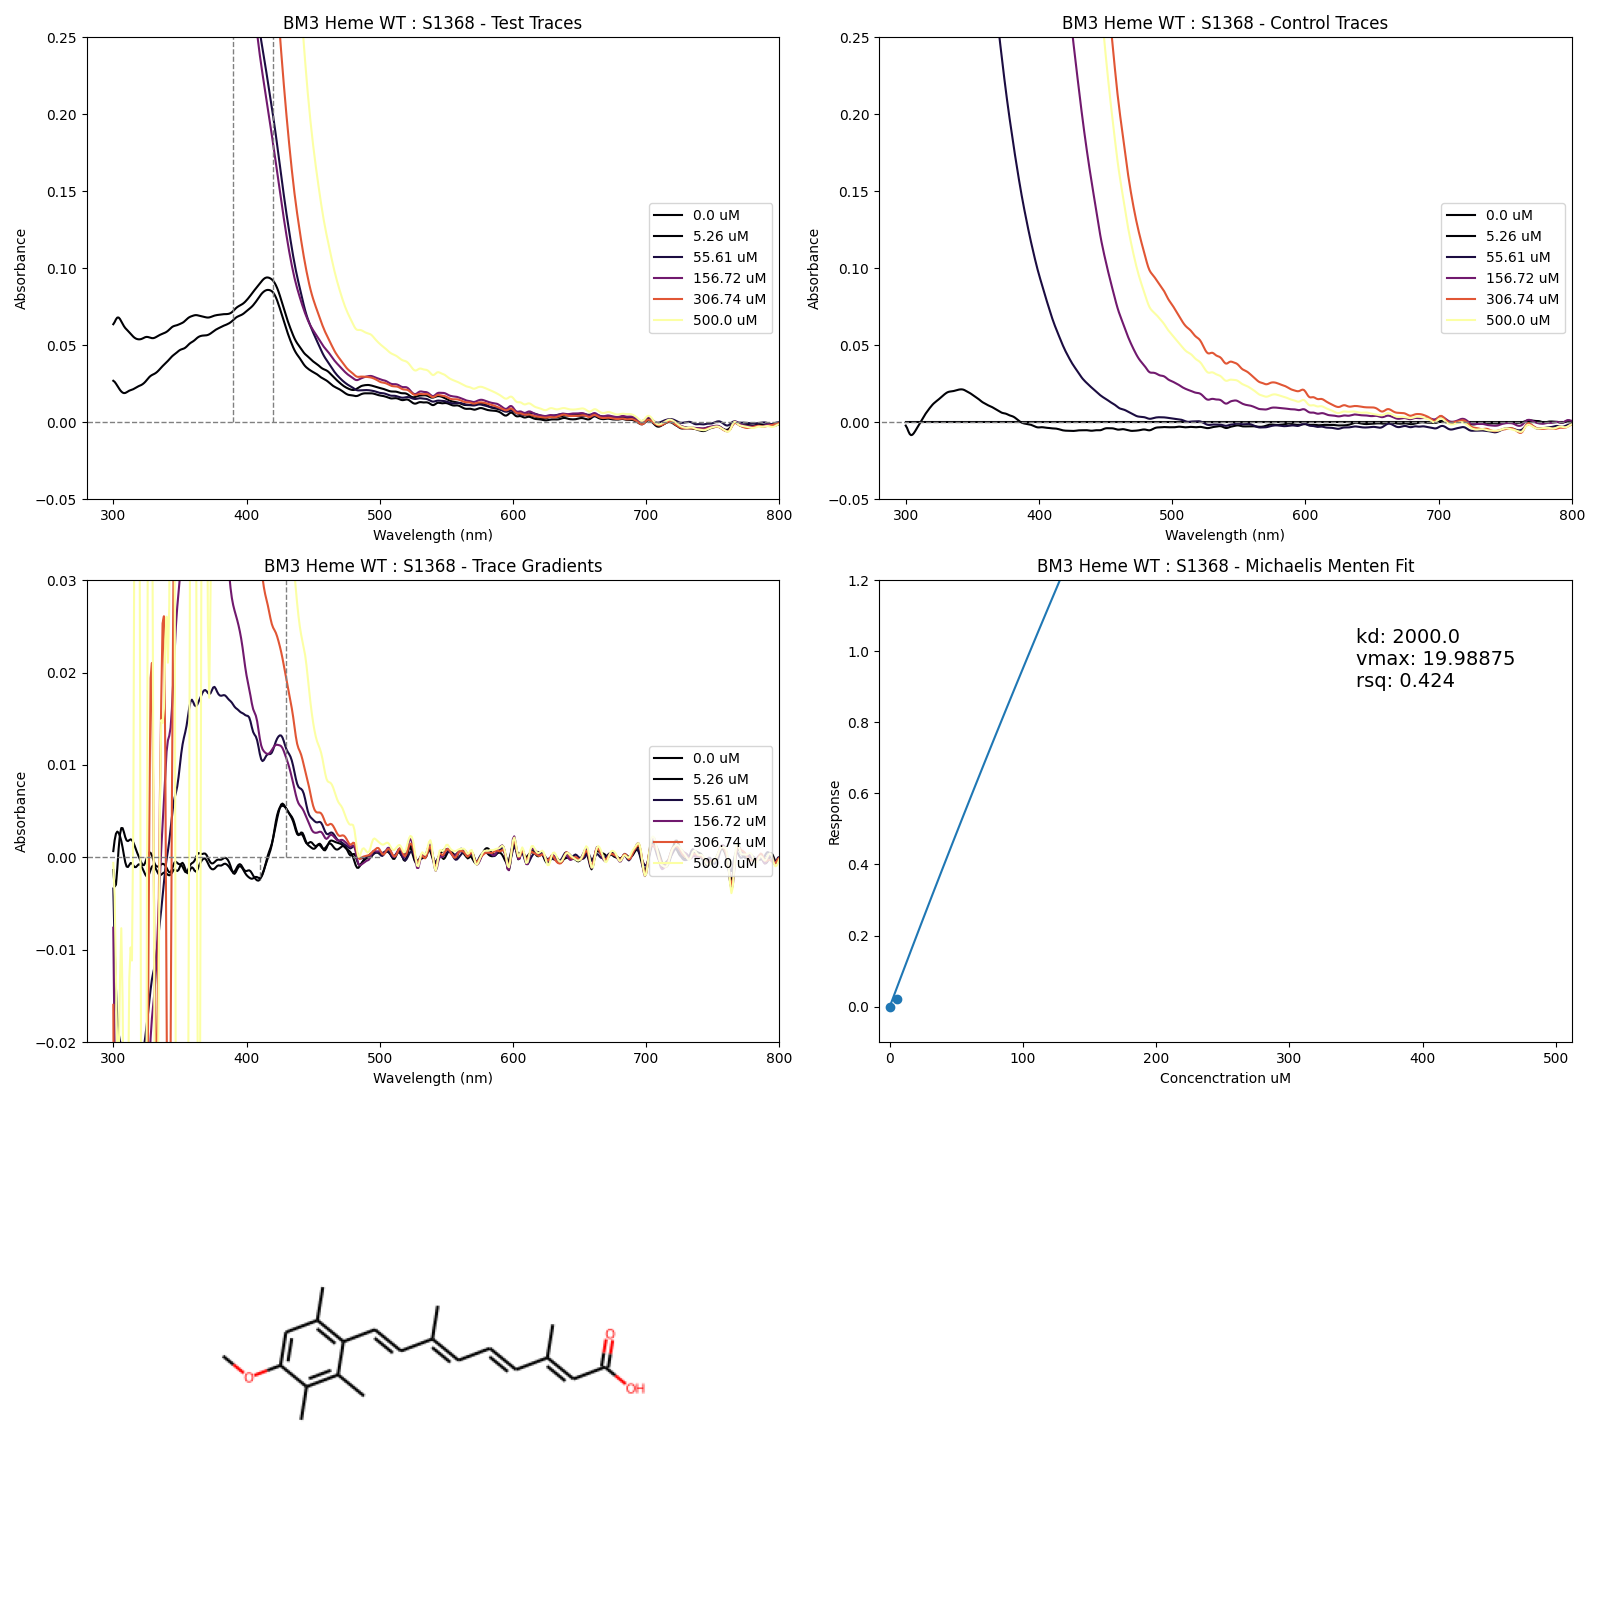 BM3 Heme WT : S1368 - Test Traces
0.25
0.20
0.15
0.10
0.05
0.00
−0.05
Absorbance
300
400
500
600
700
800
Wavelength (nm)
0.0 uM
5.26 uM
55.61 uM
156.72 uM
306.74 uM
500.0 uM
BM3 Heme WT : S1368 - Control Traces
0.25
0.20
0.15
0.10
0.05
0.00
−0.05
Absorbance
300
400
500
600
700
800
Wavelength (nm)
0.0 uM
5.26 uM
55.61 uM
156.72 uM
306.74 uM
500.0 uM
BM3 Heme WT : S1368 - Trace Gradients
0.03
0.02
0.01
0.00
−0.01
−0.02
Absorbance
300
400
500
600
700
800
Wavelength (nm)
0.0 uM
5.26 uM
55.61 uM
156.72 uM
306.74 uM
500.0 uM
BM3 Heme WT : S1368 - Michaelis Menten Fit
1.2
1.0
0.8
0.6
0.4
0.2
0.0
Response
kd: 2000.0
vmax: 19.98875
rsq: 0.424
0
100
200
300
400
500
Concenctration uM
O
O
OH